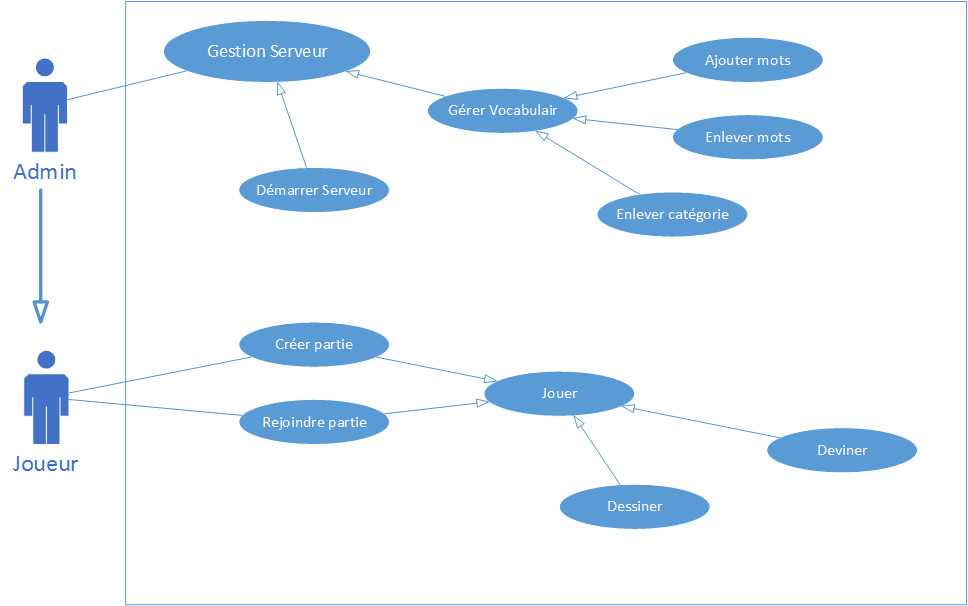 Gestion Serveur
Ajouter mots
Gérer Vocabulair
Enlever mots
Admin
Démarrer Serveur
Enlever catégorie
Créer partie
Jouer
Rejoindre partie
Deviner
Joueur
Dessiner